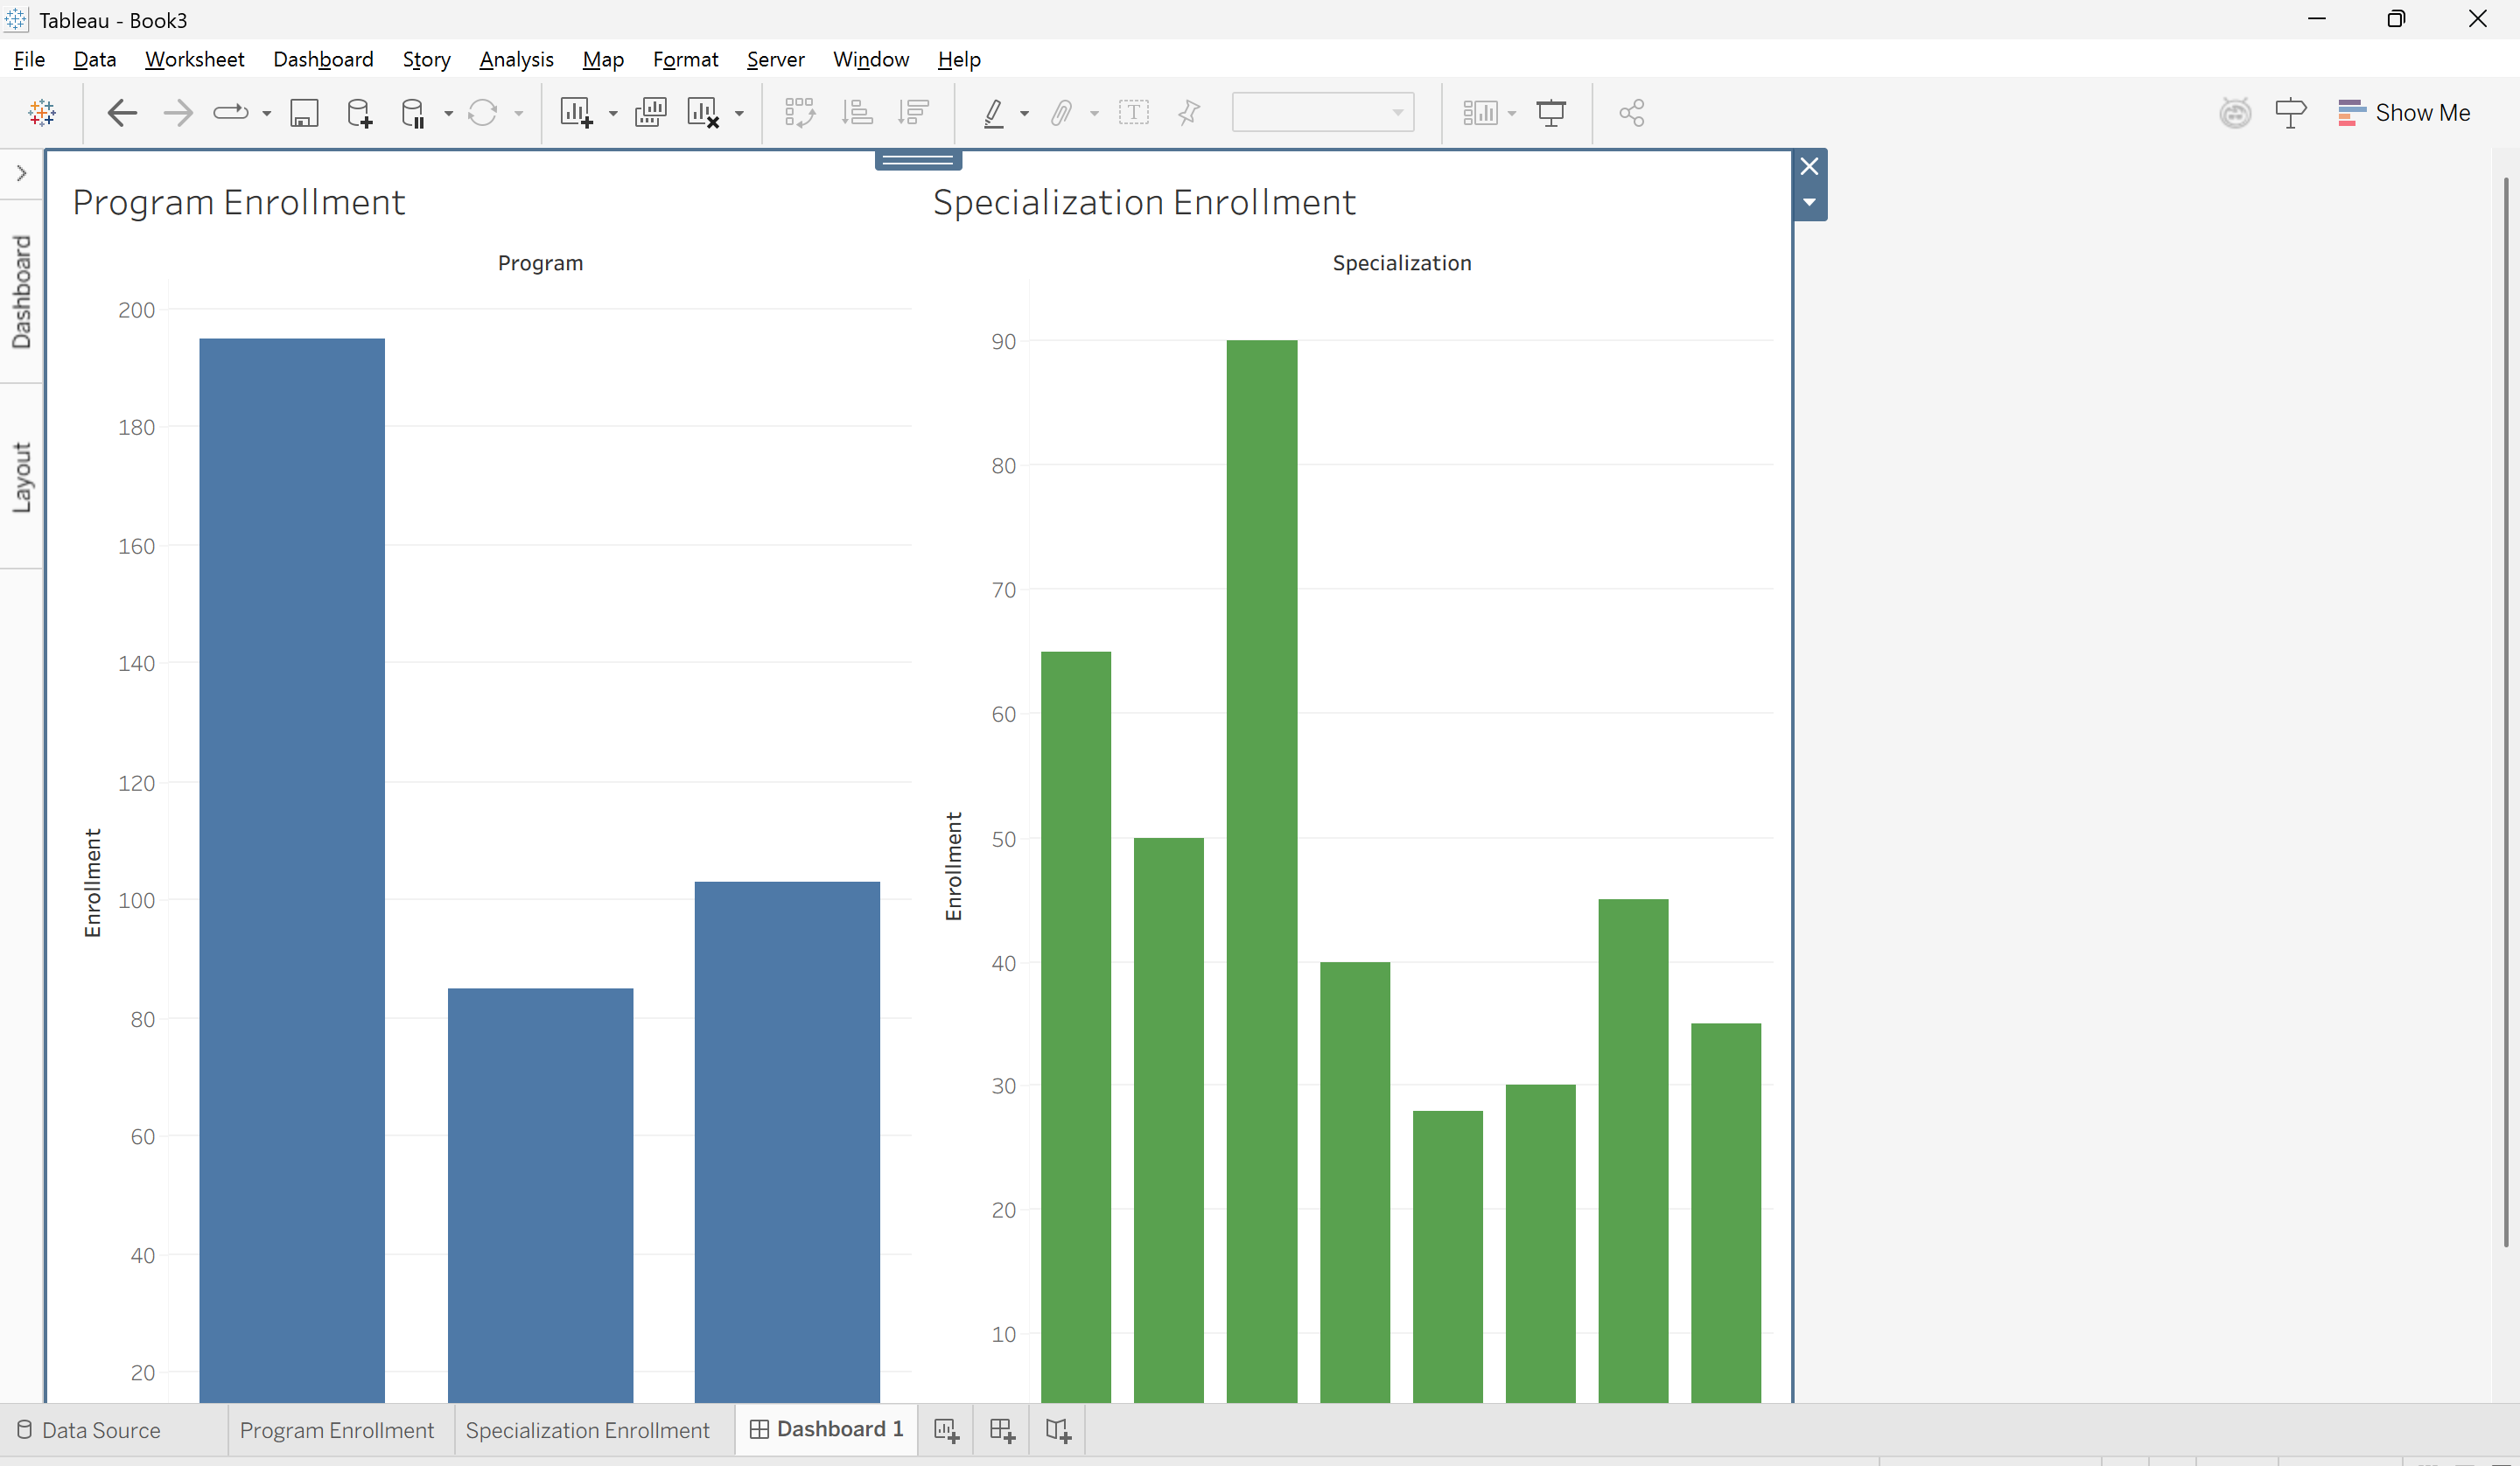 Tableau - Book3
File Data Worksheet Dashboard Story Analysis Map Format Server Window Help
Show Me
Dashboard
Layout
Program Enrollment
Program
Enrollment
200
180
160
140
120
100
80
60
40
20
Specialization Enrollment
Specialization
Enrollment
90
80
70
60
50
40
30
20
10
Data Source Program Enrollment Specialization Enrollment Dashboard 1